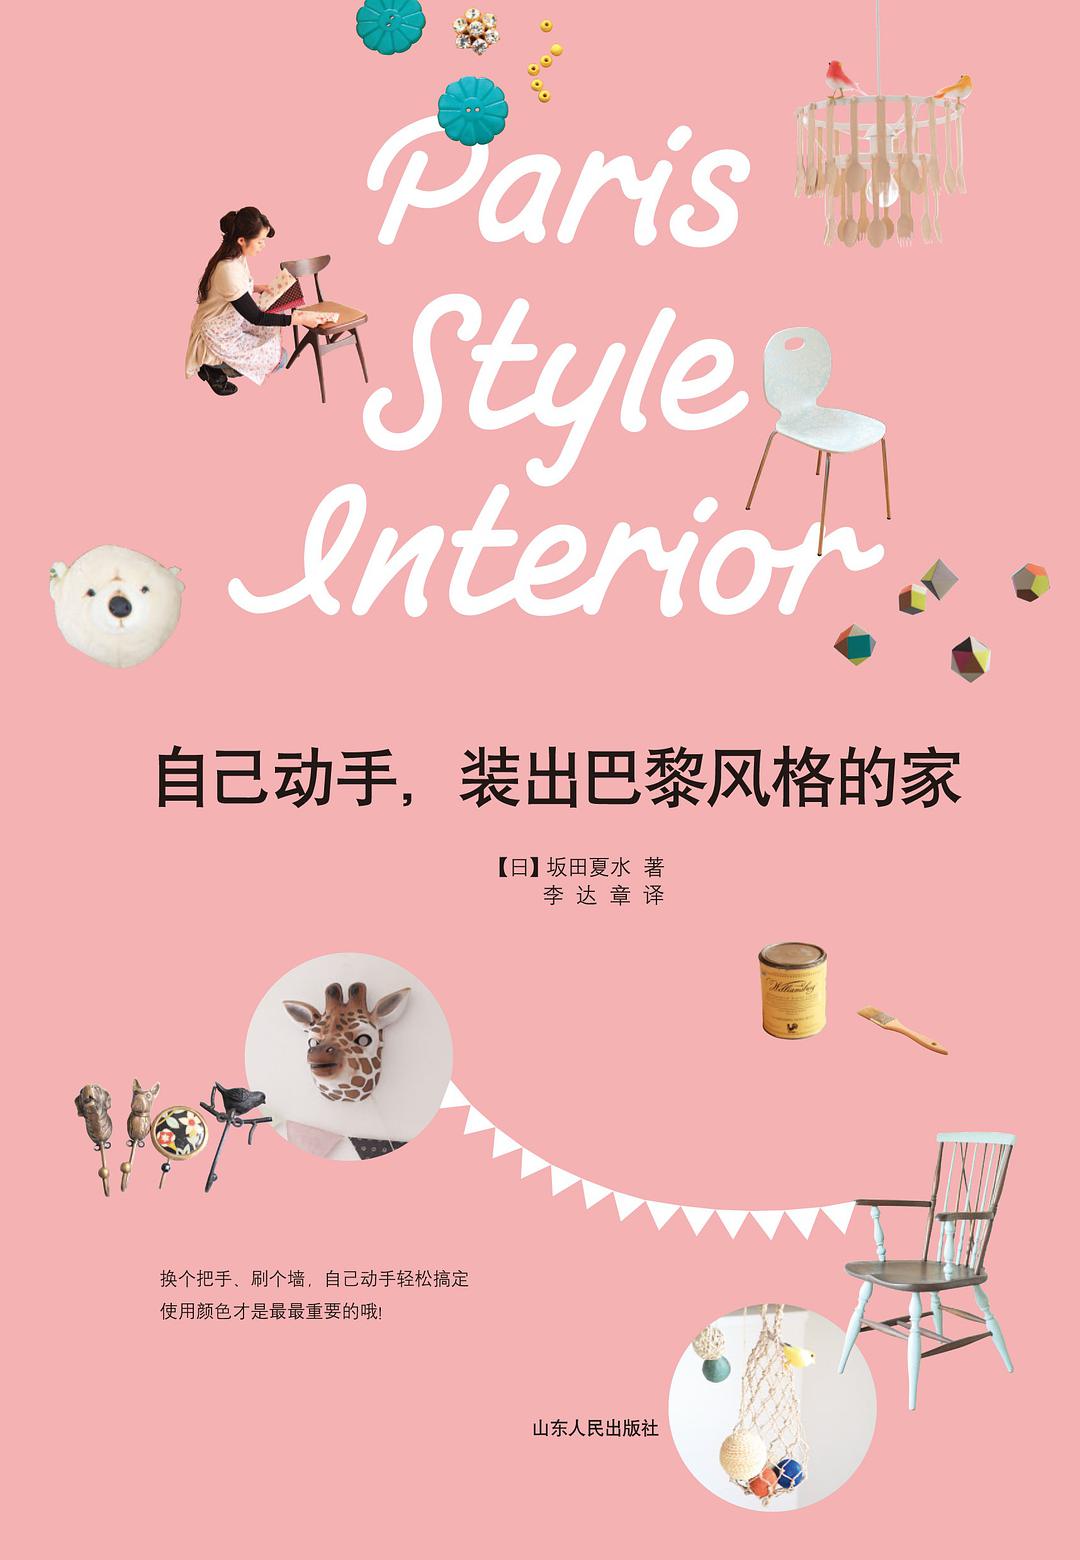 Paris
Style
Interior
自己动手，装出巴黎风格的家
【日】坂田夏水 著
李 达 章 译
Williamsburg
换个把手、刷个墙，自己动手轻松搞定
使用颜色才是最最重要的哦!
山东人民出版社